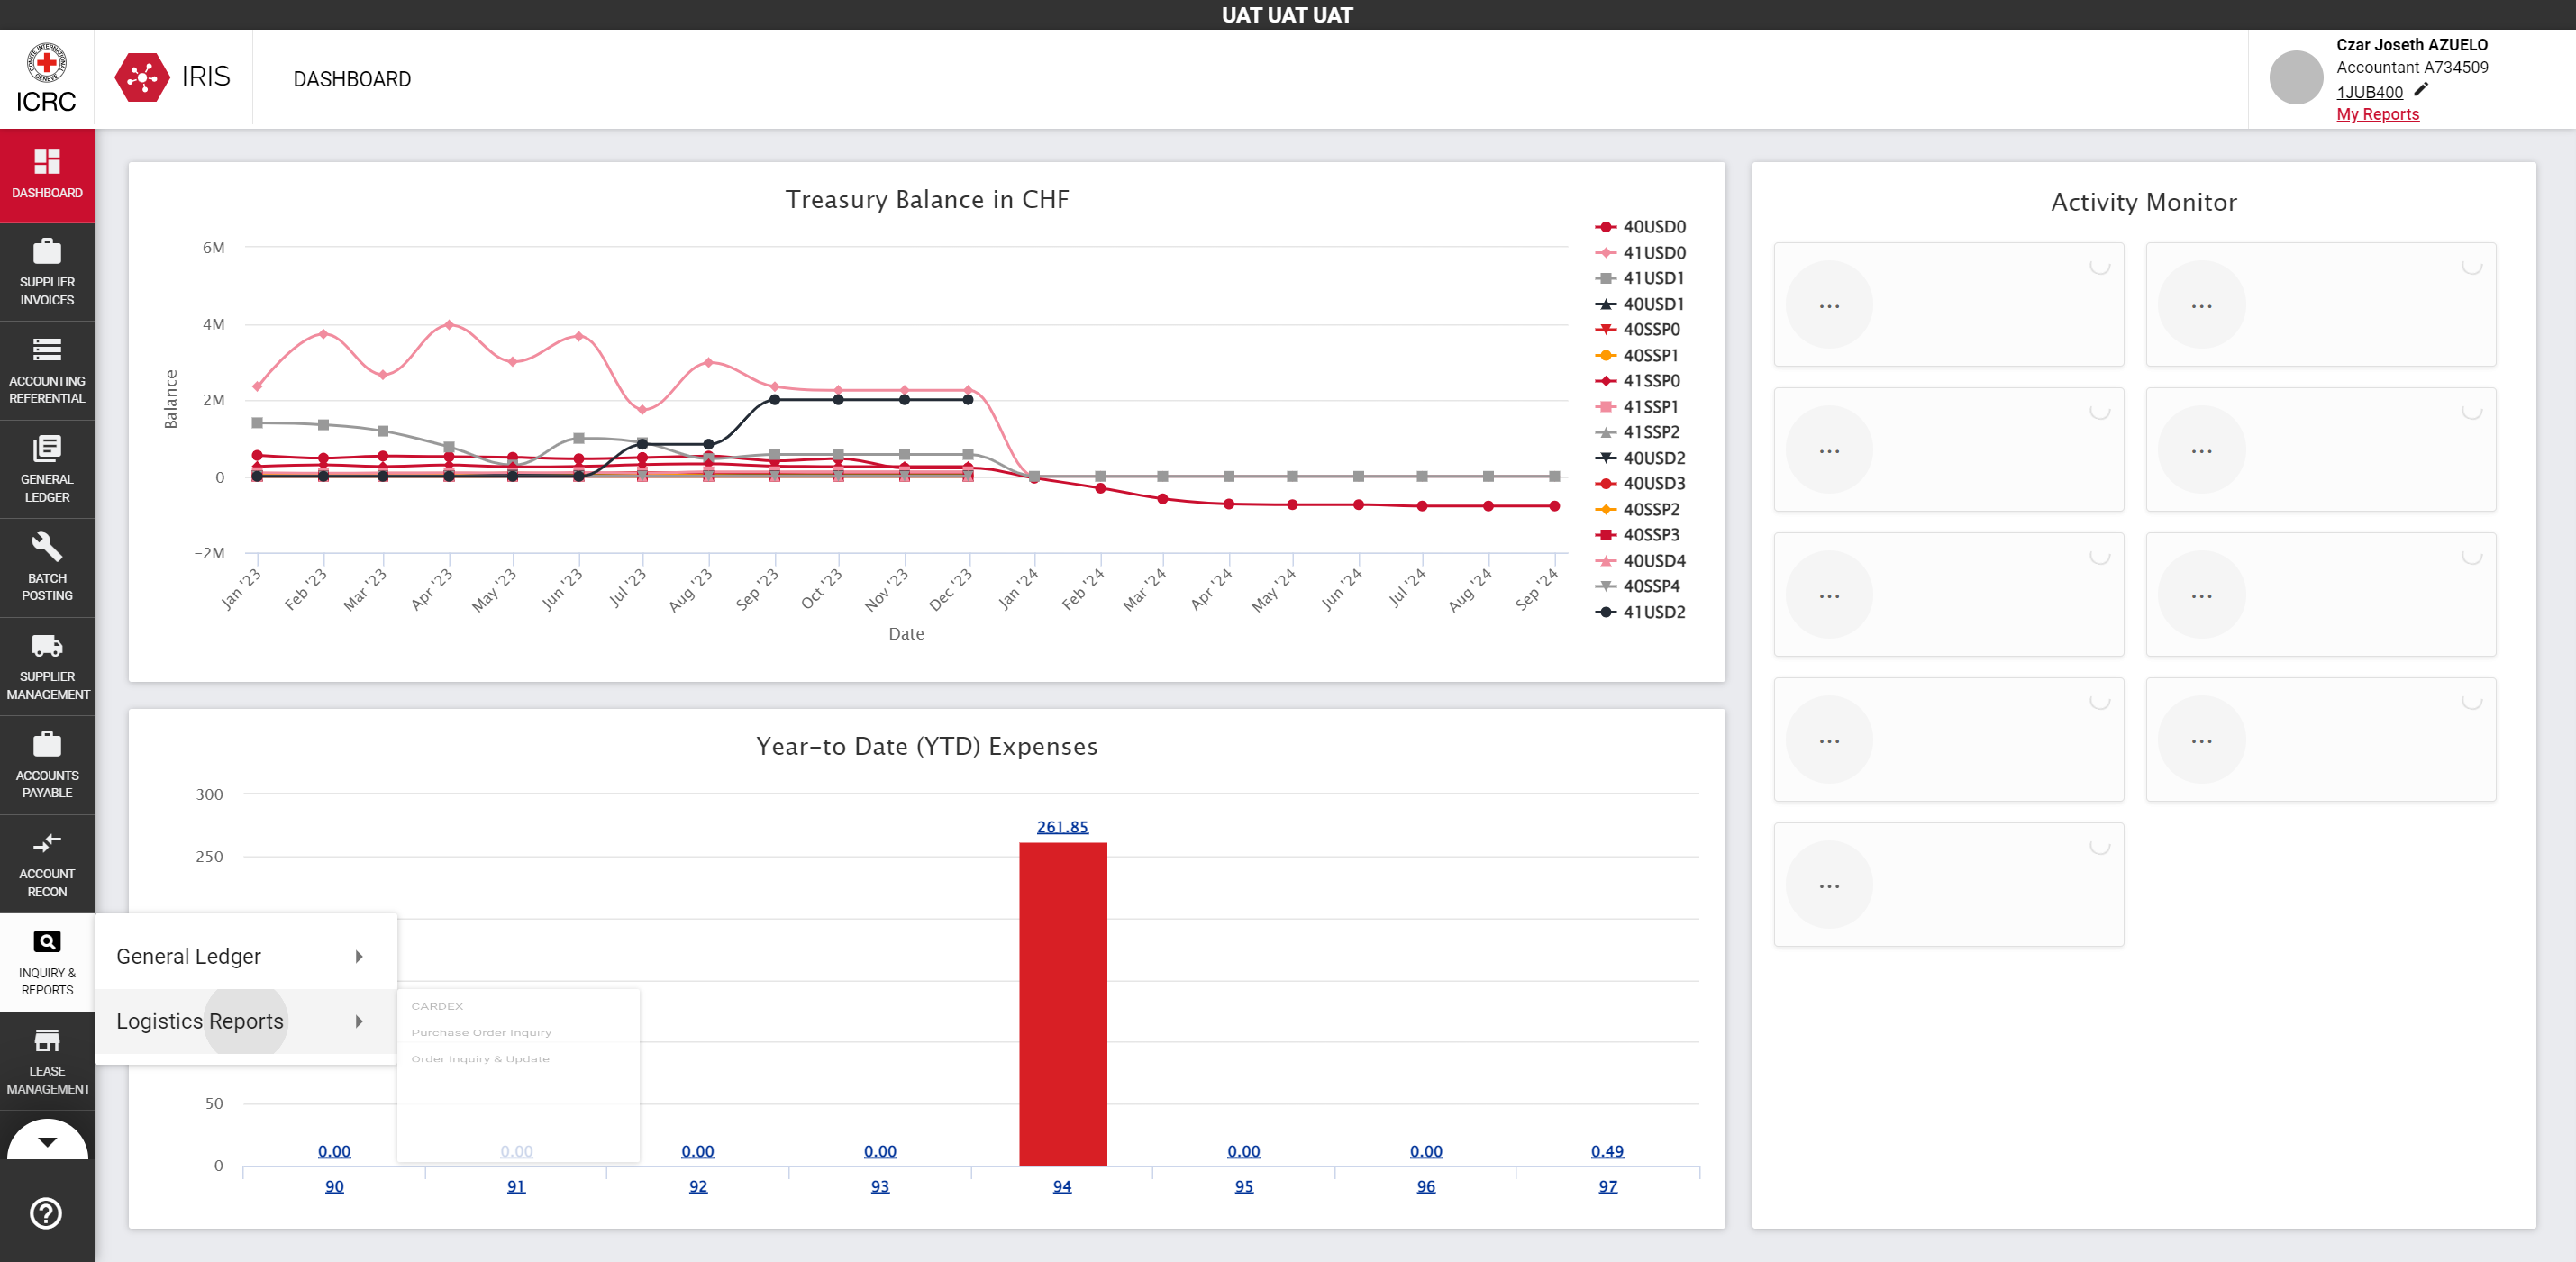 UAT UAT UAT
ICRC
IRIS
DASHBOARD
Czar Joseth AZUELO
Accountant A734509
1JUB400
My Reports
DASHBOARD
SUPPLIER
INVOICES
ACCOUNTING
REFERENTIAL
GENERAL
LEDGER
BATCH
POSTING
SUPPLIER
MANAGEMENT
ACCOUNTS
PAYABLE
ACCOUNT
RECON
INQUIRY &
REPORTS
LEASE
MANAGEMENT
General Ledger
Logistics Reports
CARDEX
Purchase Order Inquiry
Order Inquiry & Update
Treasury Balance in CHF
6M
4M
2M
0
−2M
Balance
Jan '23
Feb '23
Mar '23
Apr '23
May '23
Jun '23
Jul '23
Aug '23
Sep '23
Oct '23
Nov '23
Dec '23
Jan '24
Feb '24
Mar '24
Apr '24
May '24
Jun '24
Jul '24
Aug '24
Sep '24
Date
40USD0
41USD0
41USD1
40USD1
40SSP0
40SSP1
41SSP0
41SSP1
41SSP2
40USD2
40USD3
40SSP2
40SSP3
40USD4
40SSP4
41USD2
Year-to Date (YTD) Expenses
300
250
50
0
261.85
0.00
0.00
0.00
0.00
0.00
0.00
0.49
90
91
92
93
94
95
96
97
Activity Monitor
...
...
...
...
...
...
...
...
...